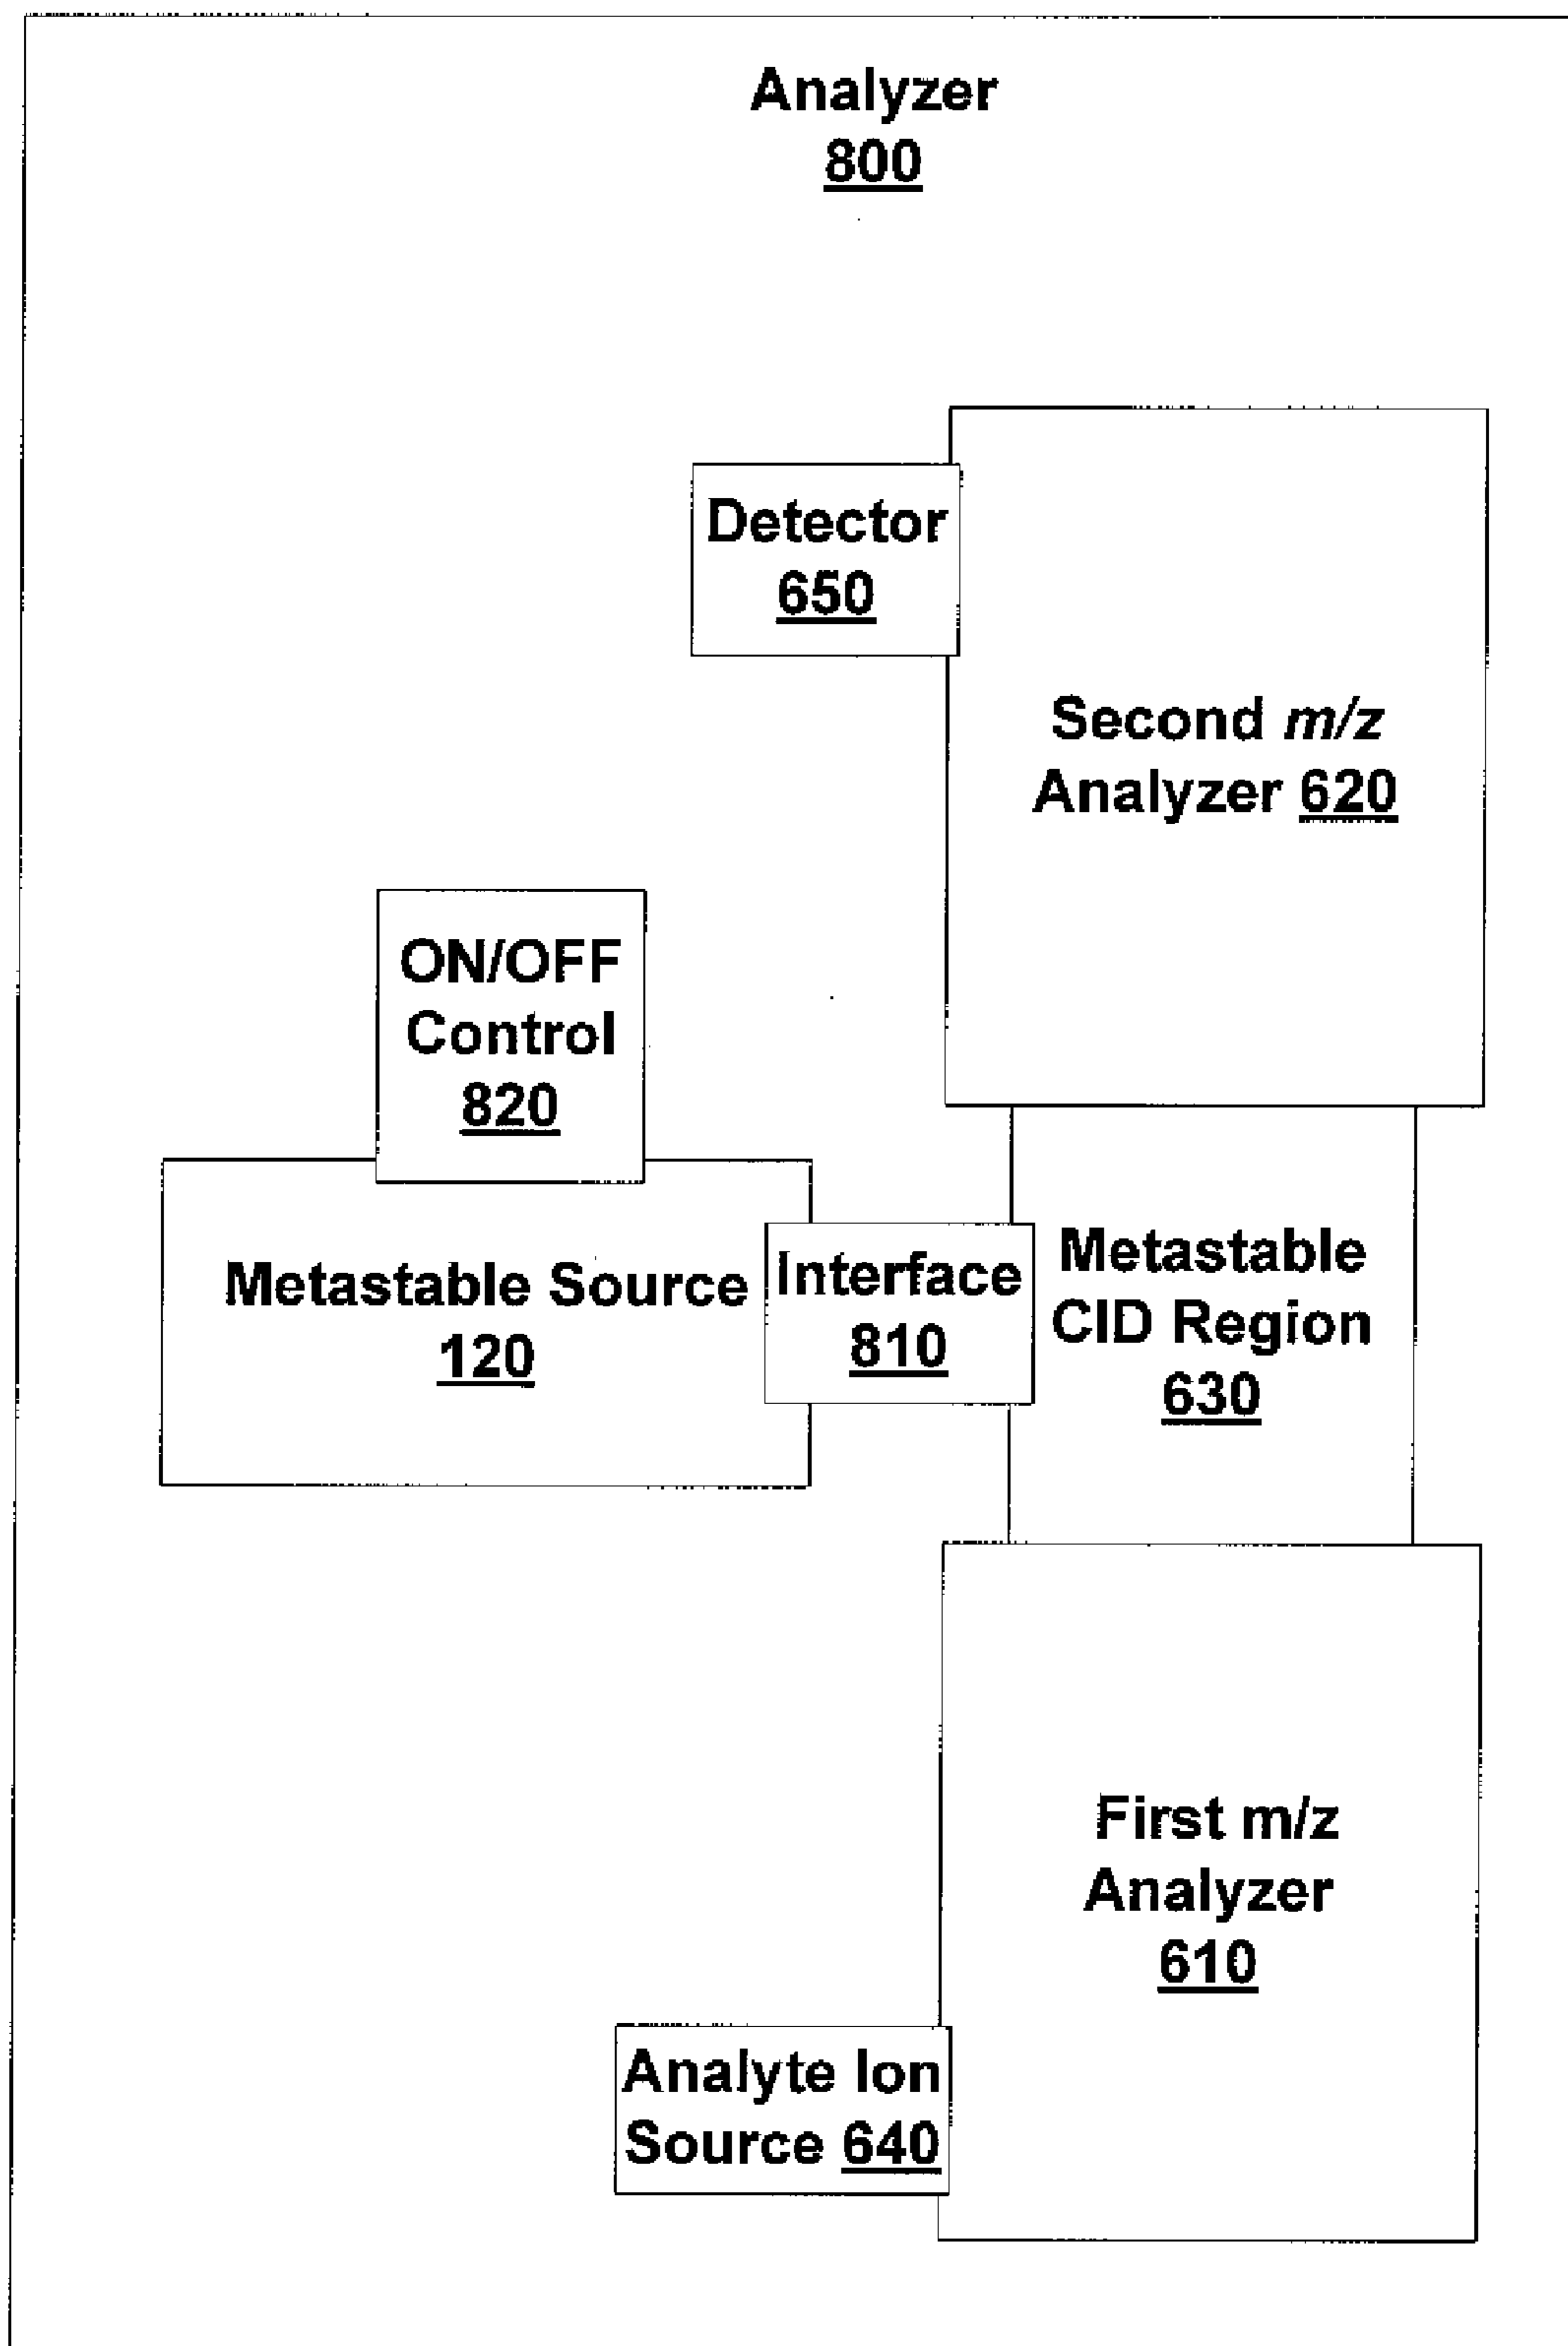 Analyzer
800
Detector
650
Second m/z
Analyzer 620
ON/OFF
Control
820
Metastable Source
120
Interface
810
Metastable
CID Region
630
First m/z
Analyzer
610
Analyte Ion
Source 640